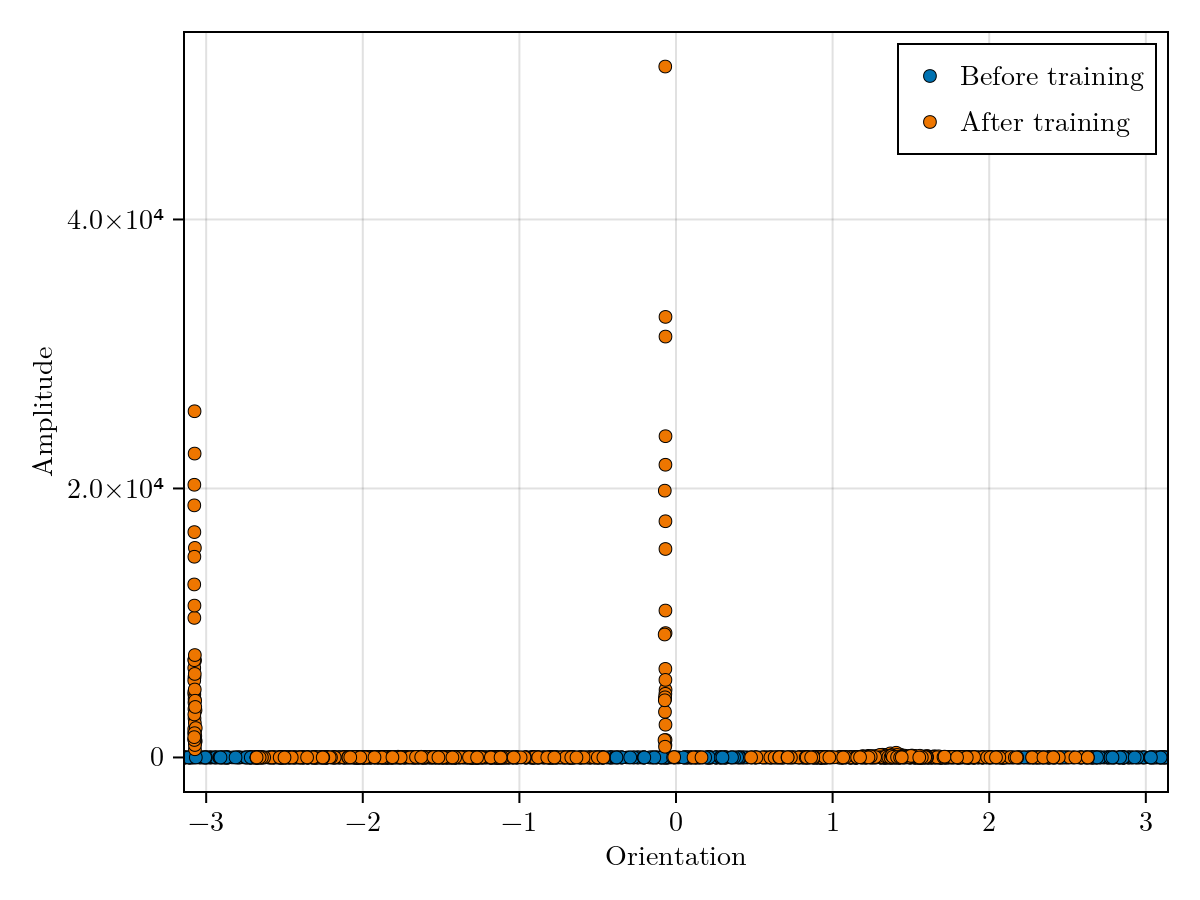 Before training
After training
4.0×10⁴
2.0×10⁴
0
Amplitude
−3
−2
−1
0
1
2
3
Orientation